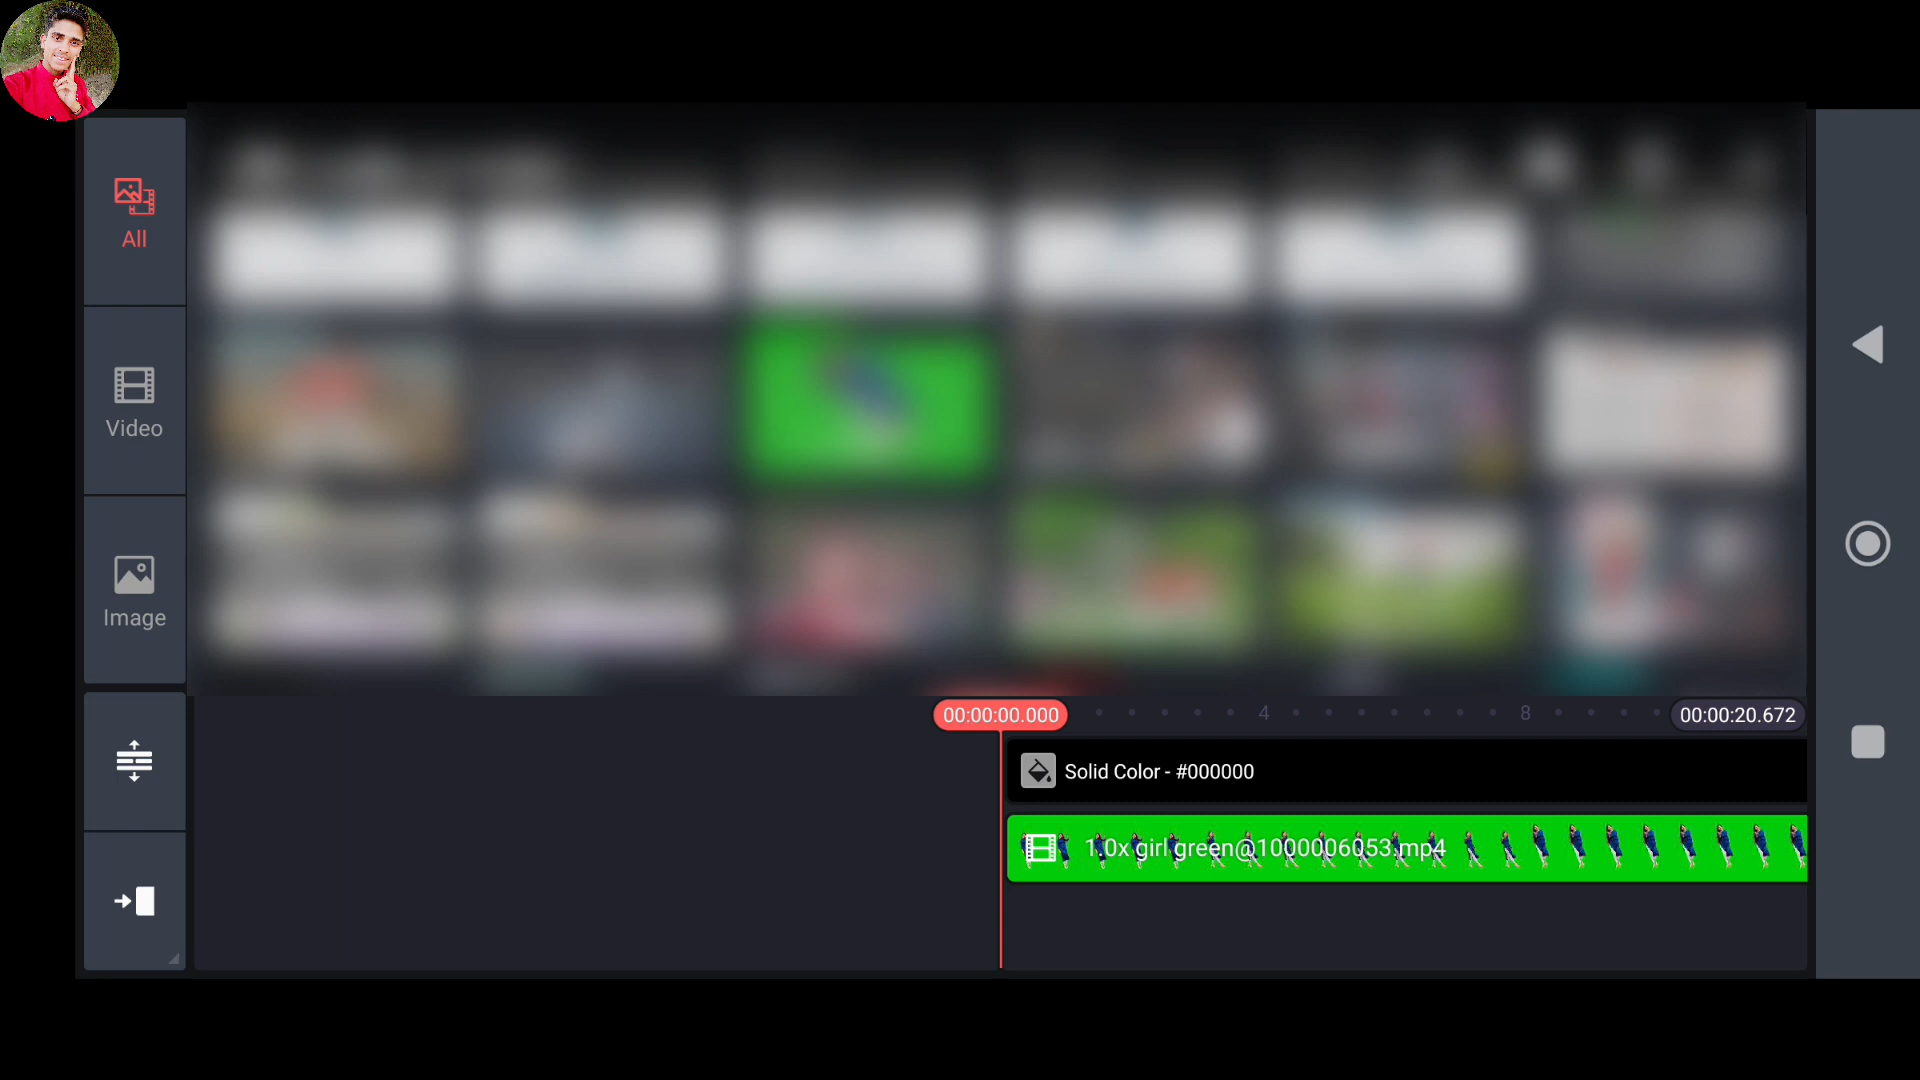 All
Video
Image
00:00:00.000
4
8
00:00:20.672
Solid Color - #000000
1.0x girl green@1000006053.mp4